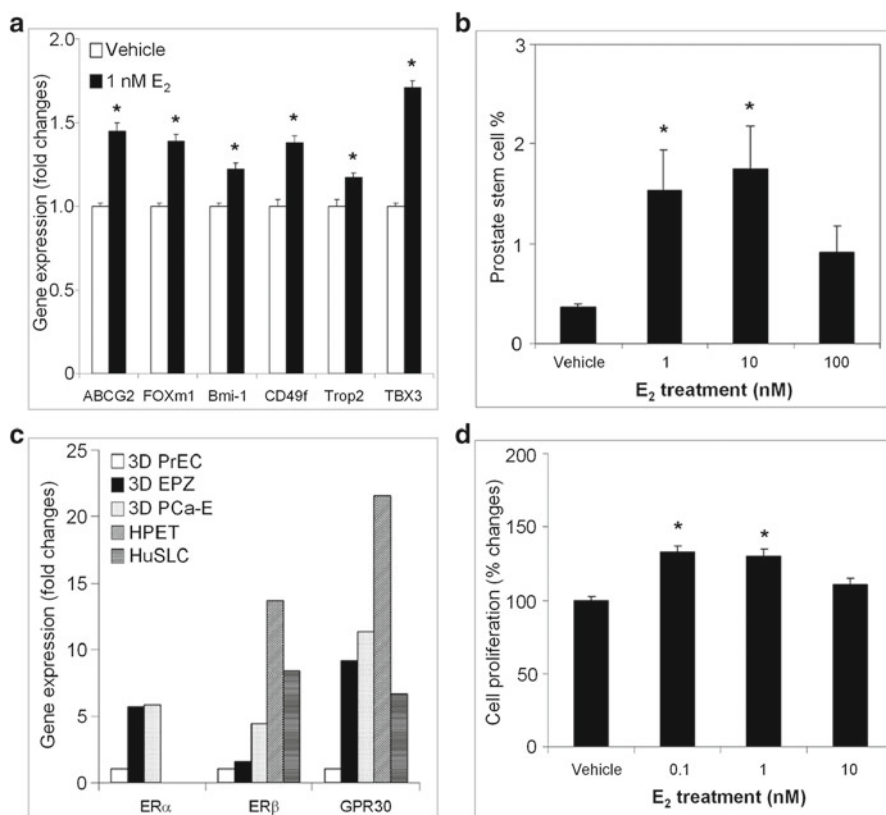 a
Gene expression (fold changes)
2.0
1.5
1.0
0.5
0
Vehicle
1 nM E₂
*
*
*
*
*
*
ABCG2 FOXm1 Bmi-1 CD49f Trop2 TBX3
b
Prostate stem cell %
3
2
1
0
*
*
Vehicle 1 10 100
E₂ treatment (nM)
c
Gene expression (fold changes)
25
20
15
10
5
0
3D PrEC
3D EPZ
3D PCa-E
HPET
HuSLC
ERα ERβ GPR30
d
Cell proliferation (% changes)
200
150
100
50
0
*
*
Vehicle 0.1 1 10
E₂ treatment (nM)